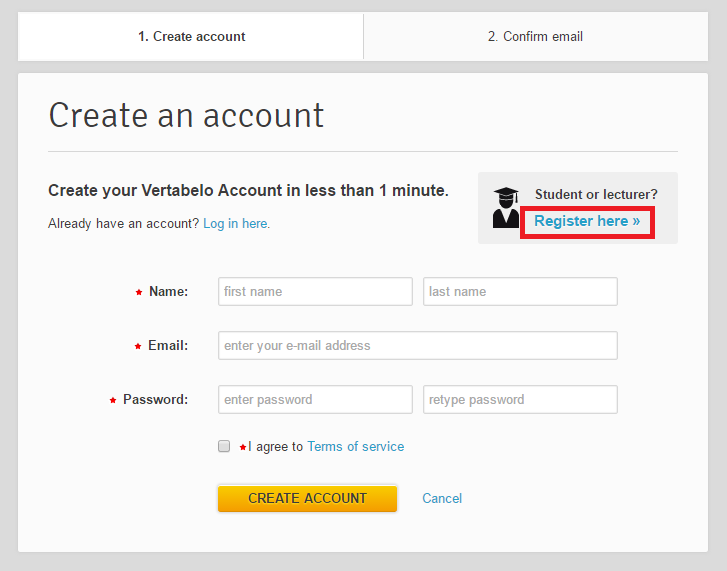 1. Create account
2. Confirm email
Create an account
Create your Vertabelo Account in less than 1 minute.
Already have an account? Log in here.
Student or lecturer?
Register here »
Name:
first name
last name
Email:
enter your e-mail address
Password:
enter password
retype password
I agree to Terms of service
CREATE ACCOUNT
Cancel